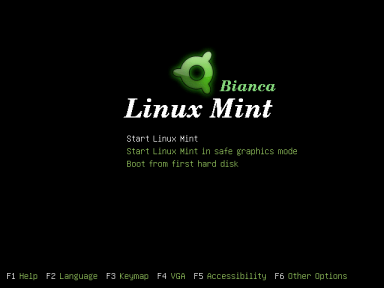 Bianca
Linux Mint
Start Linux Mint
Start Linux Mint in safe graphics mode
Boot from first hard disk
F1 Help F2 Language F3 Keymap F4 VGA F5 Accessibility F6 Other Options